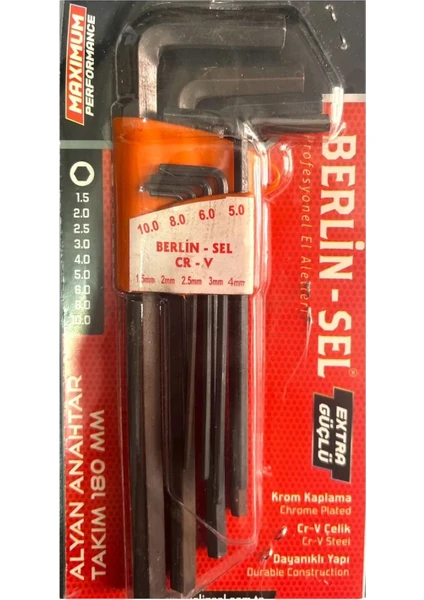 MAXIMUM
PERFORMANCE
1.5
2.0
2.5
3.0
4.0
5.0
6.0
8.0
10.0
ALYAN ANAHTAR
TAKIM 180 MM
10.0 8.0 6.0 5.0
BERLİN - SEL
CR - V
1.5mm 2mm 2.5mm 3mm 4mm
BERLİN - SEL®
Profesyonel El Aletleri
EXTRA
GÜÇLÜ
Krom Kaplama
Chrome Plated
Cr-V Çelik
Cr-V Steel
Dayanıklı Yapı
Durable Construction